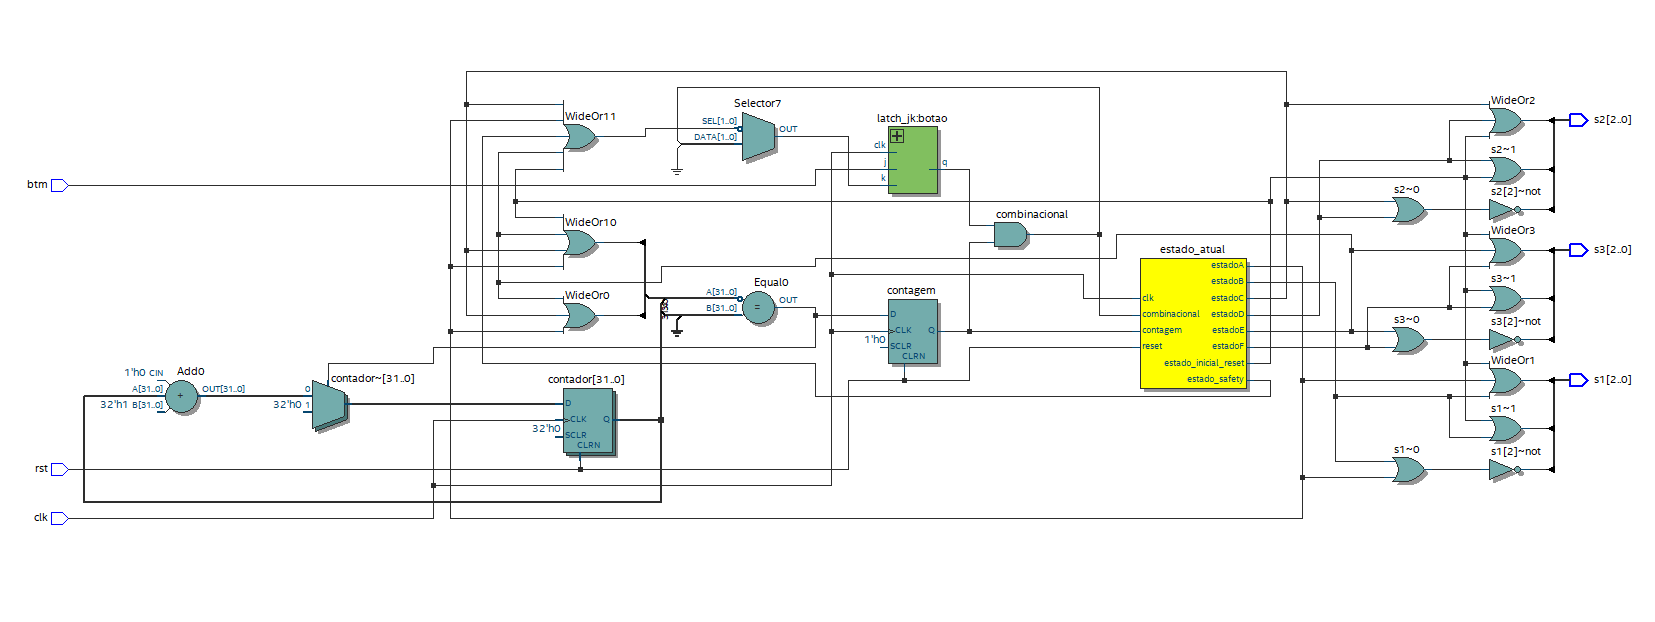 WideOr11
Selector7
SEL[1..0]
DATA[1..0]
OUT
latch_jk:botao
clk
j
k
q
WideOr2
s2[2..0]
s2~1
s2~0
s2[2]~not
btm
WideOr10
combinacional
WideOr3
s3[2..0]
s3~1
s3~0
s3[2]~not
estado_atual
clk
combinacional
contagem
reset
estadoA
estadoB
estadoC
estadoD
estadoE
estadoF
estado_inicial_reset
estado_safety
WideOr0
Equal0
A[31..0]
B[31..0]
=
OUT
contagem
D
CLK
1'h0
SCLR
CLRN
Q
WideOr1
s1[2..0]
s1~1
s1~0
s1[2]~not
Add0
1'h0 CIN
A[31..0]
32'h1 B[31..0]
+
OUT[31..0]
contador~[31..0]
0
32'h0 1
contador[31..0]
D
CLK
32'h0
SCLR
CLRN
Q
rst
clk